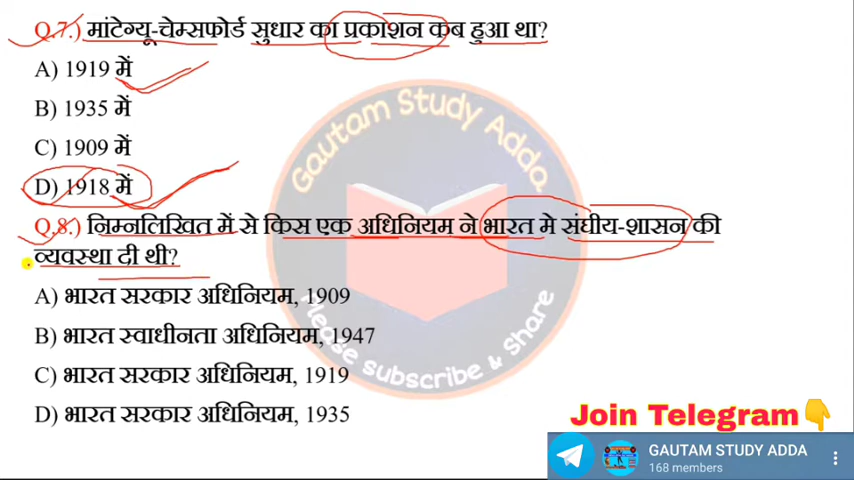 Q.7.) मांटेग्यू-चेम्सफोर्ड सुधार का प्रकाशन कब हुआ था?
A) 1919 में
B) 1935 में
C) 1909 में
D) 1918 में
Q.8.) निम्नलिखित में से किस एक अधिनियम ने भारत मे संघीय-शासन की
व्यवस्था दी थी?
A) भारत सरकार अधिनियम, 1909
B) भारत स्वाधीनता अधिनियम, 1947
C) भारत सरकार अधिनियम, 1919
D) भारत सरकार अधिनियम, 1935
Gautam Study Adda
Please subscribe & share
Join Telegram👇
GAUTAM STUDY ADDA
168 members